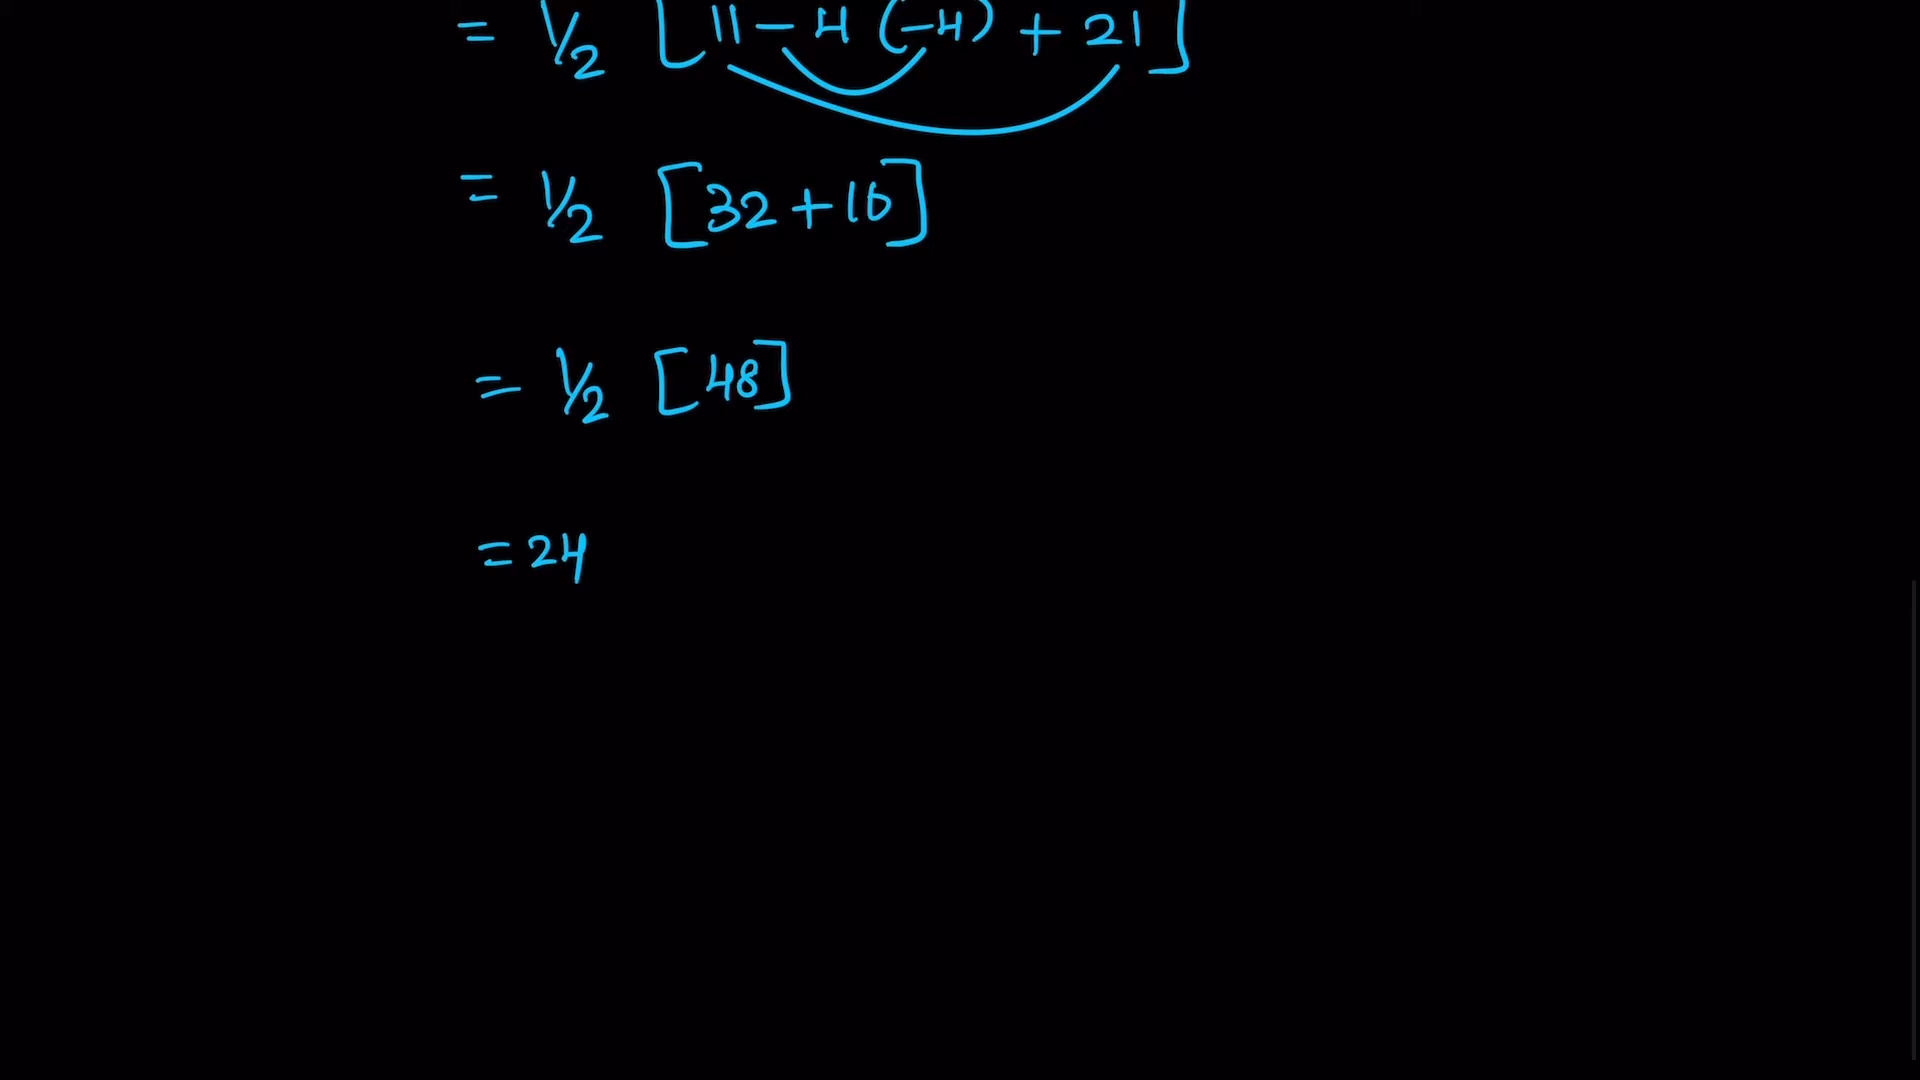 = 1/2 [11 - 4 (-4) + 21]
= 1/2 [32 + 16]
= 1/2 [48]
= 24